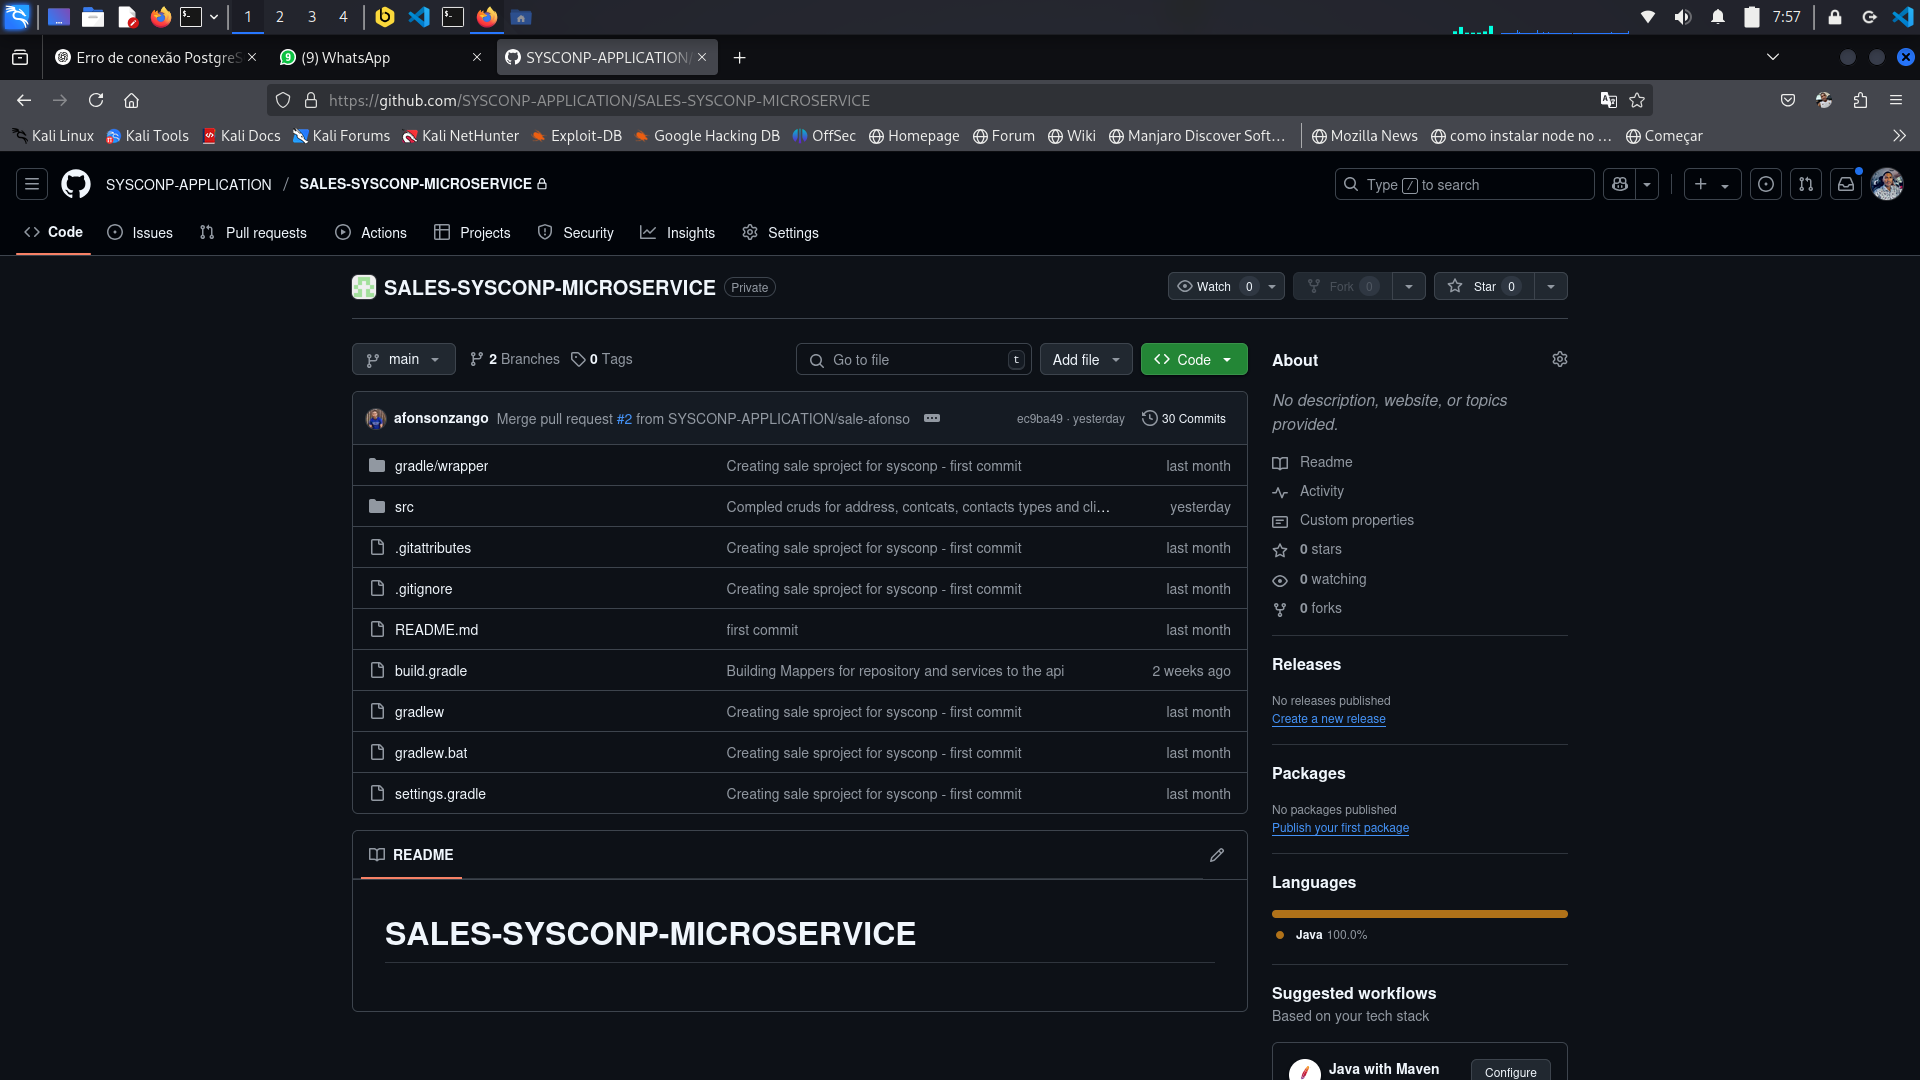 1 2 3 4 7:57
Erro de conexão PostgreS
(9) WhatsApp
SYSCONP-APPLICATION/
https://github.com/SYSCONP-APPLICATION/SALES-SYSCONP-MICROSERVICE
Kali Linux Kali Tools Kali Docs Kali Forums Kali NetHunter Exploit-DB Google Hacking DB OffSec Homepage Forum Wiki Manjaro Discover Soft… Mozilla News como instalar node no … Começar
SYSCONP-APPLICATION / SALES-SYSCONP-MICROSERVICE
Type / to search
Code Issues Pull requests Actions Projects Security Insights Settings
SALES-SYSCONP-MICROSERVICE Private
Watch 0 Fork 0 Star 0
main 2 Branches 0 Tags Go to file t Add file Code
afonsonzango Merge pull request #2 from SYSCONP-APPLICATION/sale-afonso ec9ba49 · yesterday 30 Commits
gradle/wrapper Creating sale sproject for sysconp - first commit last month
src Compled cruds for address, contcats, contacts types and cli… yesterday
.gitattributes Creating sale sproject for sysconp - first commit last month
.gitignore Creating sale sproject for sysconp - first commit last month
README.md first commit last month
build.gradle Building Mappers for repository and services to the api 2 weeks ago
gradlew Creating sale sproject for sysconp - first commit last month
gradlew.bat Creating sale sproject for sysconp - first commit last month
settings.gradle Creating sale sproject for sysconp - first commit last month
README
SALES-SYSCONP-MICROSERVICE
About
No description, website, or topics
provided.
Readme
Activity
Custom properties
0 stars
0 watching
0 forks
Releases
No releases published
Create a new release
Packages
No packages published
Publish your first package
Languages
Java 100.0%
Suggested workflows
Based on your tech stack
Java with Maven Configure